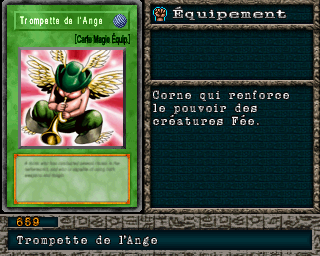 Trompette de l'Ange
[Carte Magie Équip.]
Équipement
Corne qui renforce
le pouvoir des
créatures Fée.
659
Trompette de l'Ange